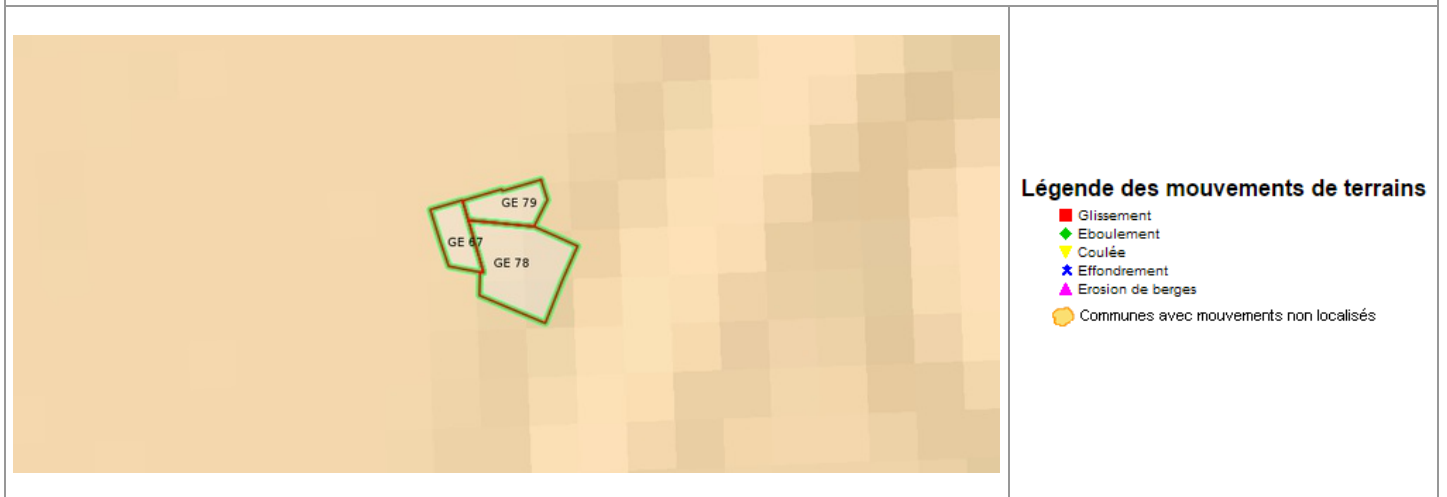 GE 79
GE 67
GE 78
Légende des mouvements de terrains
Glissement
Eboulement
Coulée
Effondrement
Erosion de berges
Communes avec mouvements non localisés